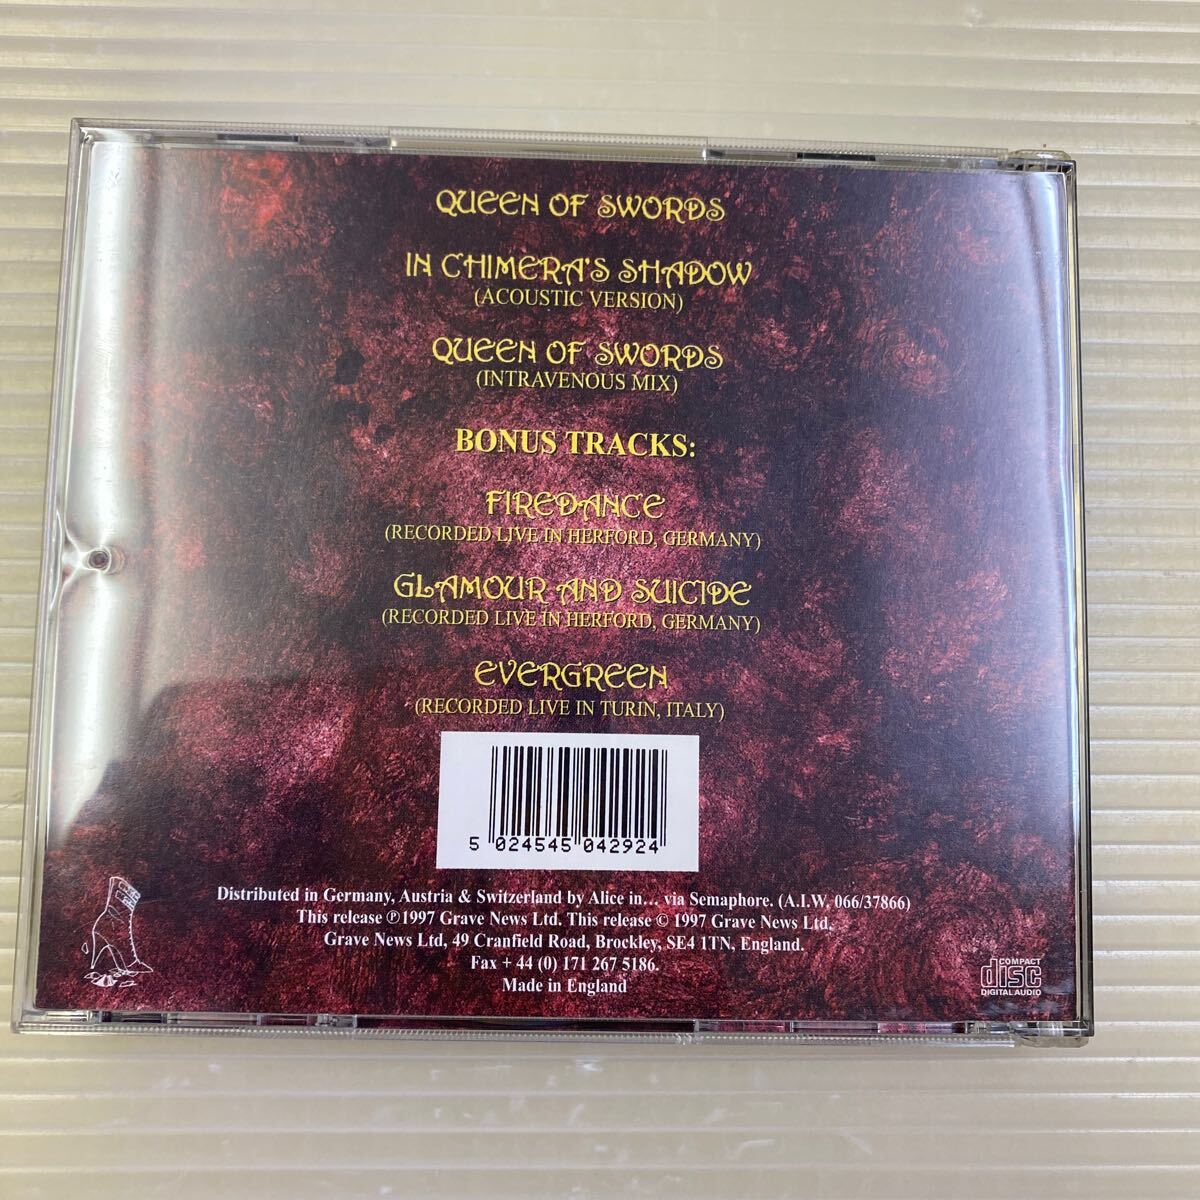 QUEEN OF SWORDS
IN CHIMERA'S SHADOW
(ACOUSTIC VERSION)
QUEEN OF SWORDS
(INTRAVENOUS MIX)
BONUS TRACKS:
FIREDANCE
(RECORDED LIVE IN HERFORD, GERMANY)
GLAMOUR AND SUICIDE
(RECORDED LIVE IN HERFORD, GERMANY)
EVERGREEN
(RECORDED LIVE IN TURIN, ITALY)
5 024545 042924
Distributed in Germany, Austria & Switzerland by Alice in... via Semaphore. (A.I.W, 066/37866)
This release ℗1997 Grave News Ltd. This release © 1997 Grave News Ltd.
Grave News Ltd, 49 Cranfield Road, Brockley, SE4 1TN, England.
Fax + 44 (0) 171 267 5186.
Made in England
COMPACT
disc
DIGITAL AUDIO